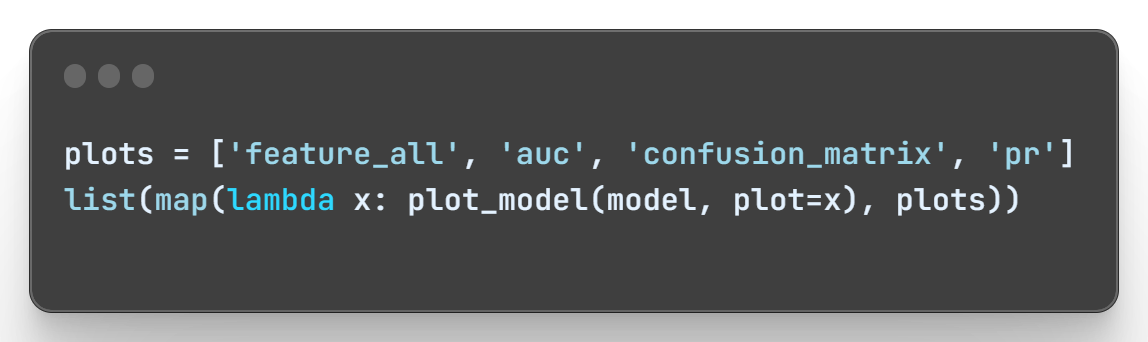 plots = ['feature_all', 'auc', 'confusion_matrix', 'pr']
list(map(lambda x: plot_model(model, plot=x), plots))